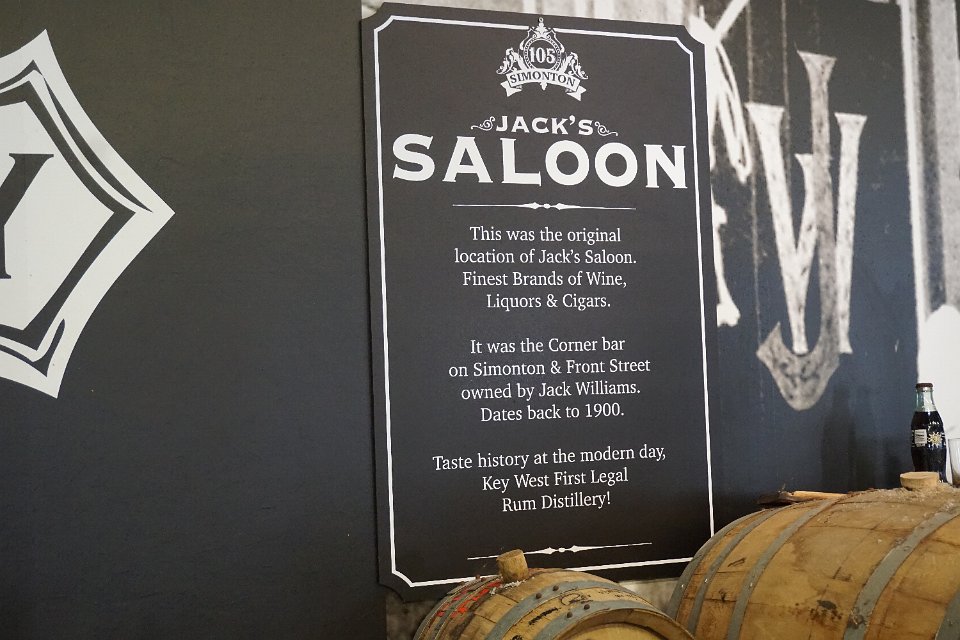 105
SIMONTON
JACK'S
SALOON
This was the original
location of Jack's Saloon.
Finest Brands of Wine,
Liquors & Cigars.
It was the Corner bar
on Simonton & Front Street
owned by Jack Williams.
Dates back to 1900.
Taste history at the modern day,
Key West First Legal
Rum Distillery!
Y
JW